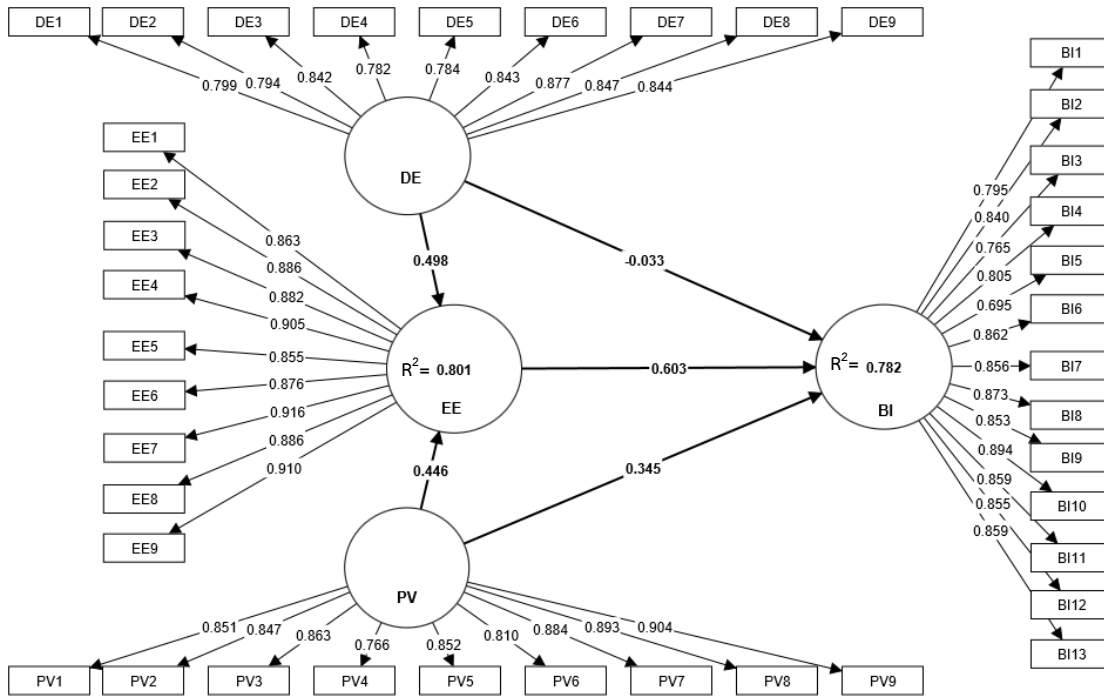 DE1 DE2 DE3 DE4 DE5 DE6 DE7 DE8 DE9
0.799 0.794 0.842 0.782 0.784 0.843 0.877 0.847 0.844
DE
EE1
EE2
EE3
EE4
EE5
EE6
EE7
EE8
EE9
0.863
0.886
0.882
0.905
0.855
0.876
0.916
0.886
0.910
0.498
-0.033
R²= 0.801
EE
0.603
0.446
0.345
R²= 0.782
BI
0.795
0.840
0.765
0.805
0.695
0.862
0.856
0.873
0.853
0.894
0.859
0.855
0.859
BI1
BI2
BI3
BI4
BI5
BI6
BI7
BI8
BI9
BI10
BI11
BI12
BI13
PV
0.851 0.847 0.863 0.766 0.852 0.810 0.884 0.893 0.904
PV1 PV2 PV3 PV4 PV5 PV6 PV7 PV8 PV9